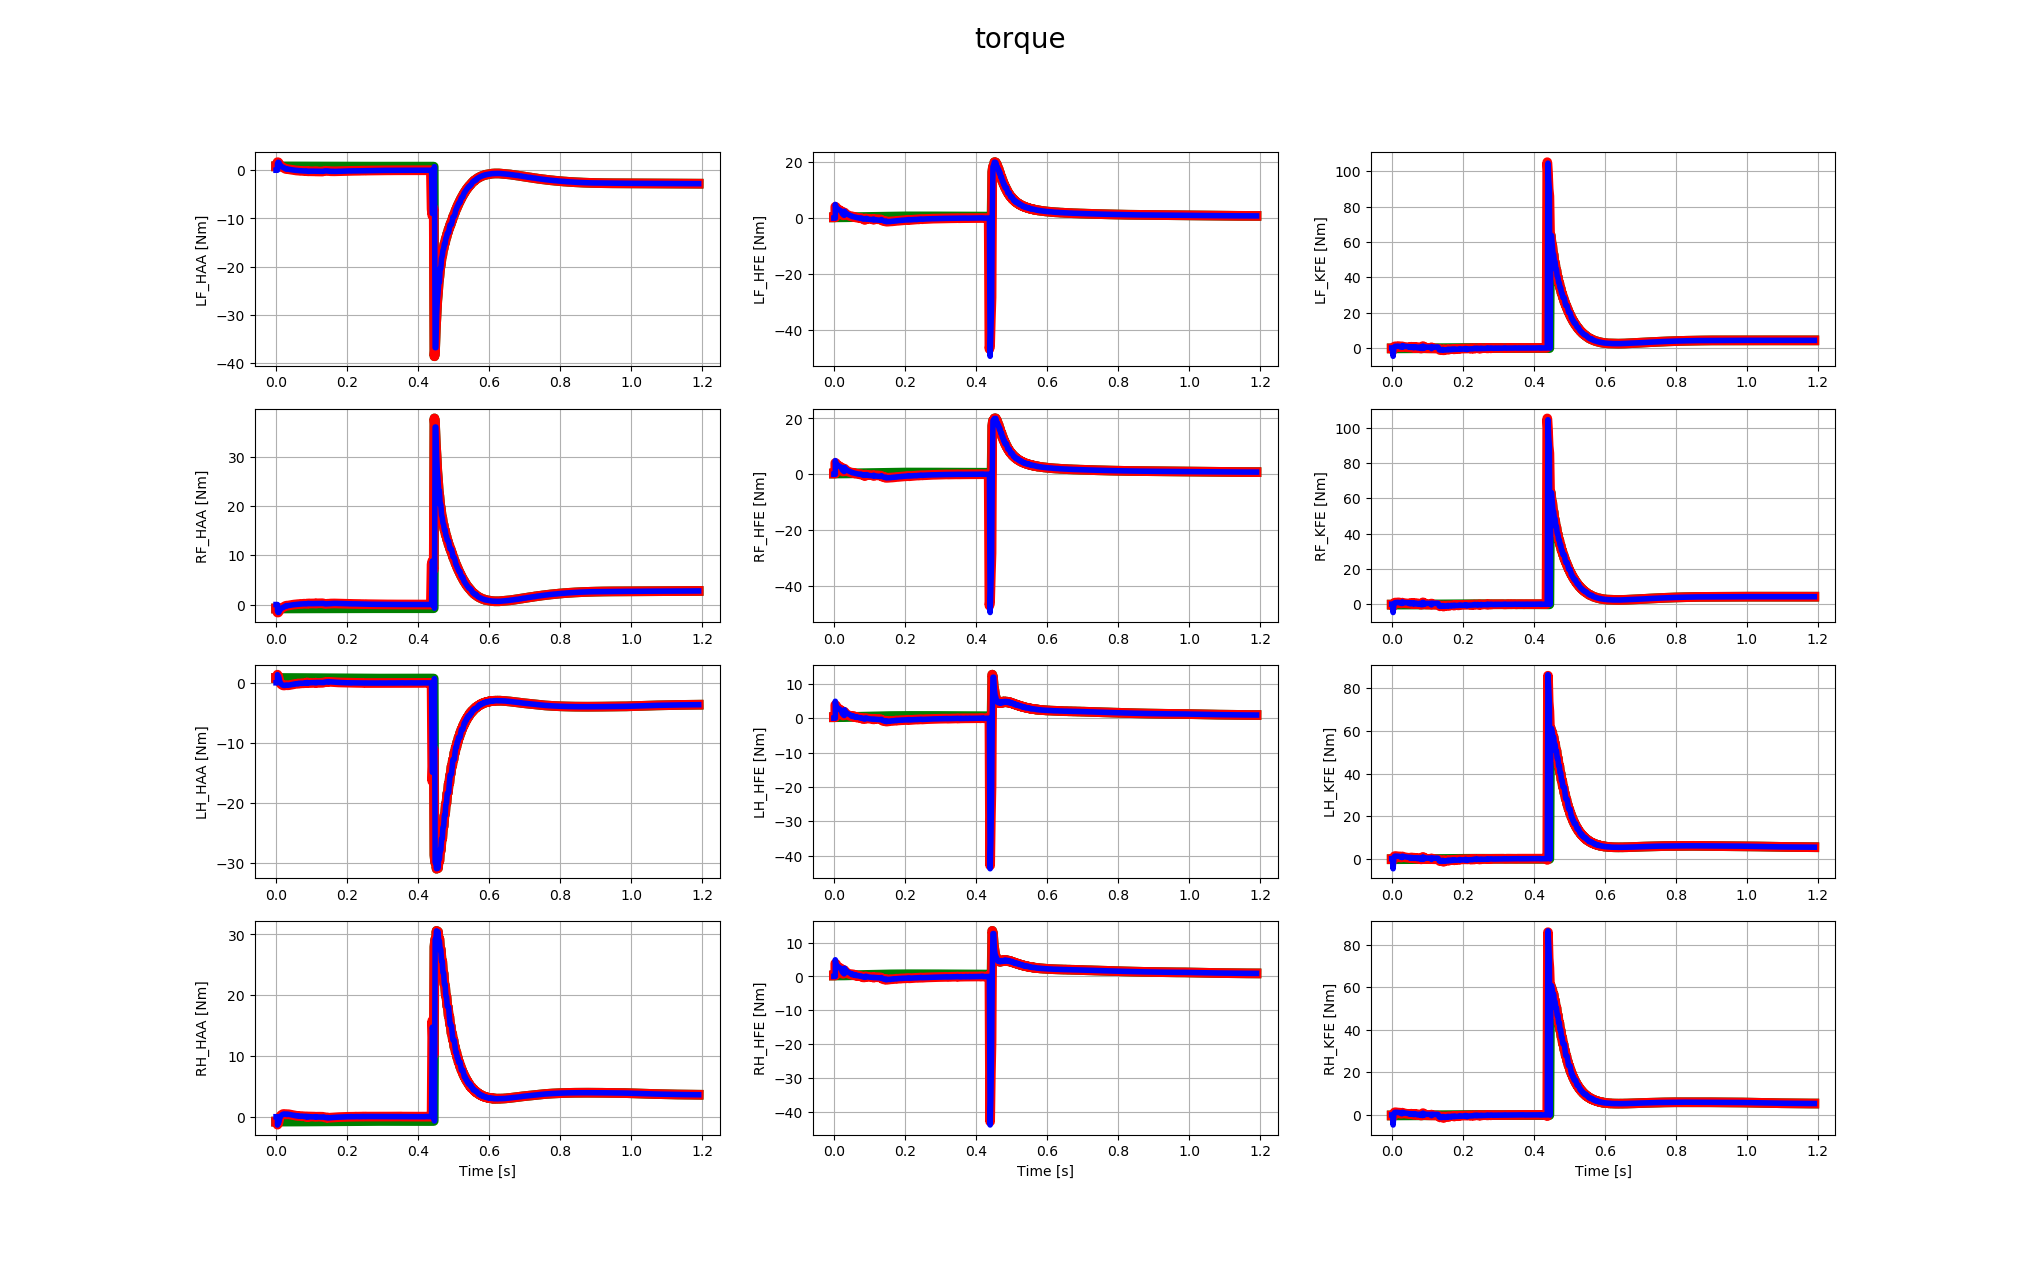 torque
LF_HAA [Nm]
0
−10
−20
−30
−40
0.0 0.2 0.4 0.6 0.8 1.0 1.2
LF_HFE [Nm]
20
0
−20
−40
0.0 0.2 0.4 0.6 0.8 1.0 1.2
LF_KFE [Nm]
100
80
60
40
20
0
0.0 0.2 0.4 0.6 0.8 1.0 1.2
RF_HAA [Nm]
30
20
10
0
0.0 0.2 0.4 0.6 0.8 1.0 1.2
RF_HFE [Nm]
20
0
−20
−40
0.0 0.2 0.4 0.6 0.8 1.0 1.2
RF_KFE [Nm]
100
80
60
40
20
0
0.0 0.2 0.4 0.6 0.8 1.0 1.2
LH_HAA [Nm]
0
−10
−20
−30
0.0 0.2 0.4 0.6 0.8 1.0 1.2
LH_HFE [Nm]
10
0
−10
−20
−30
−40
0.0 0.2 0.4 0.6 0.8 1.0 1.2
LH_KFE [Nm]
80
60
40
20
0
0.0 0.2 0.4 0.6 0.8 1.0 1.2
RH_HAA [Nm]
30
20
10
0
0.0 0.2 0.4 0.6 0.8 1.0 1.2
Time [s]
RH_HFE [Nm]
10
0
−10
−20
−30
−40
0.0 0.2 0.4 0.6 0.8 1.0 1.2
Time [s]
RH_KFE [Nm]
80
60
40
20
0
0.0 0.2 0.4 0.6 0.8 1.0 1.2
Time [s]